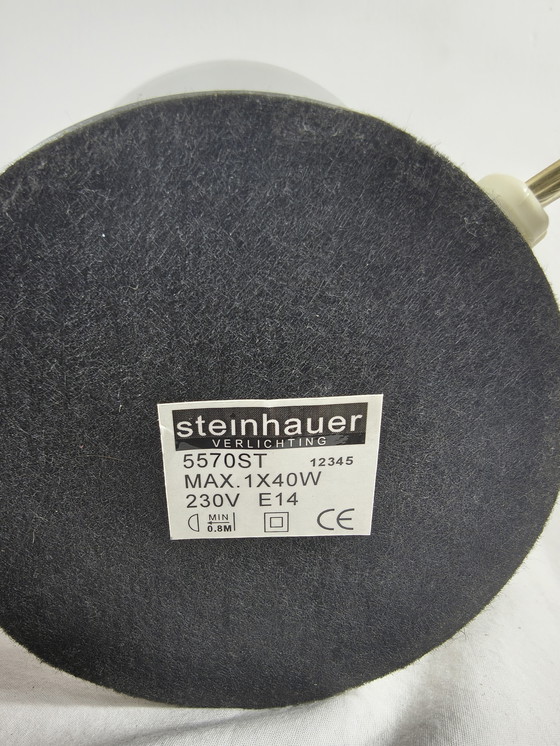 steinhauer
VERLICHTING
5570ST 12345
MAX.1X40W
230V E14
MIN
0.8M
CE